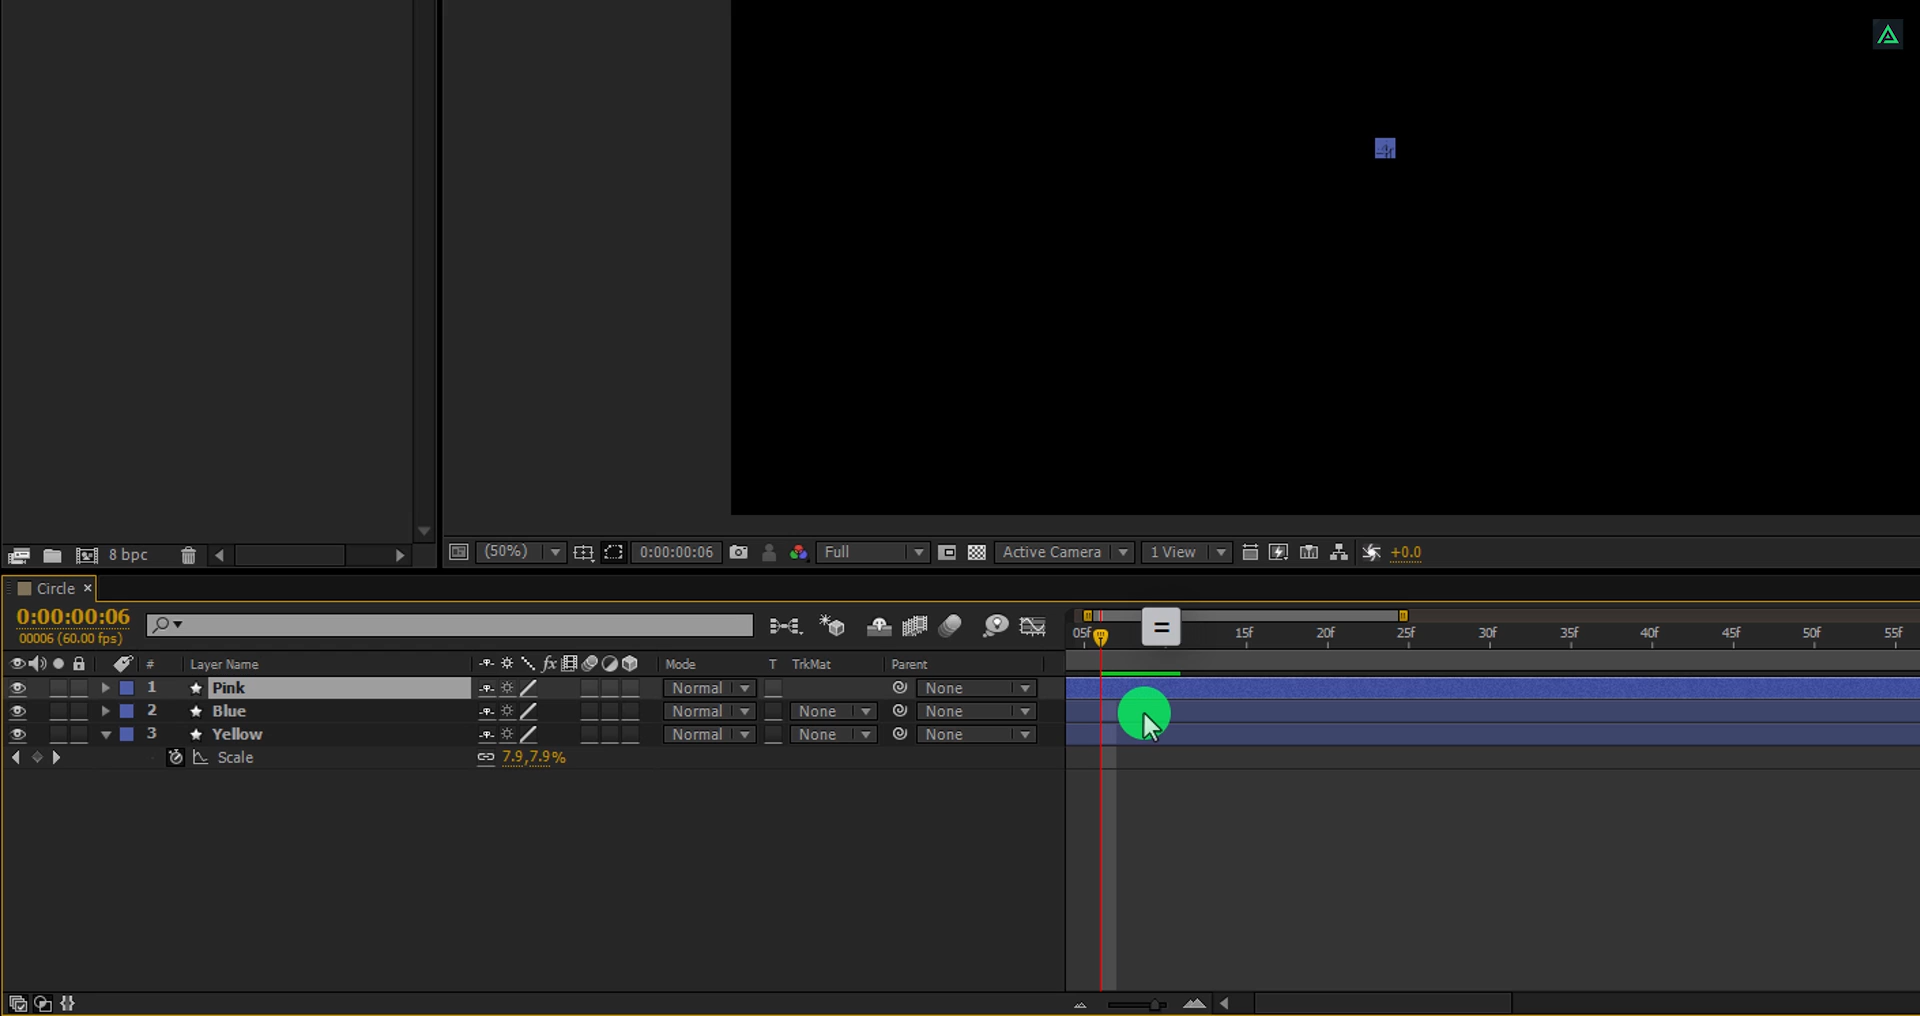 8 bpc
(50%)
0:00:00:06
Full
Active Camera
1 View
+0.0
Circle ×
0:00:00:06
00006 (60.00 fps)
=
05f
15f
20f
25f
30f
35f
40f
45f
50f
55f
# Layer Name fx Mode T TrkMat Parent
1 Pink Normal None
2 Blue Normal None None
3 Yellow Normal None None
Scale 7.9,7.9%